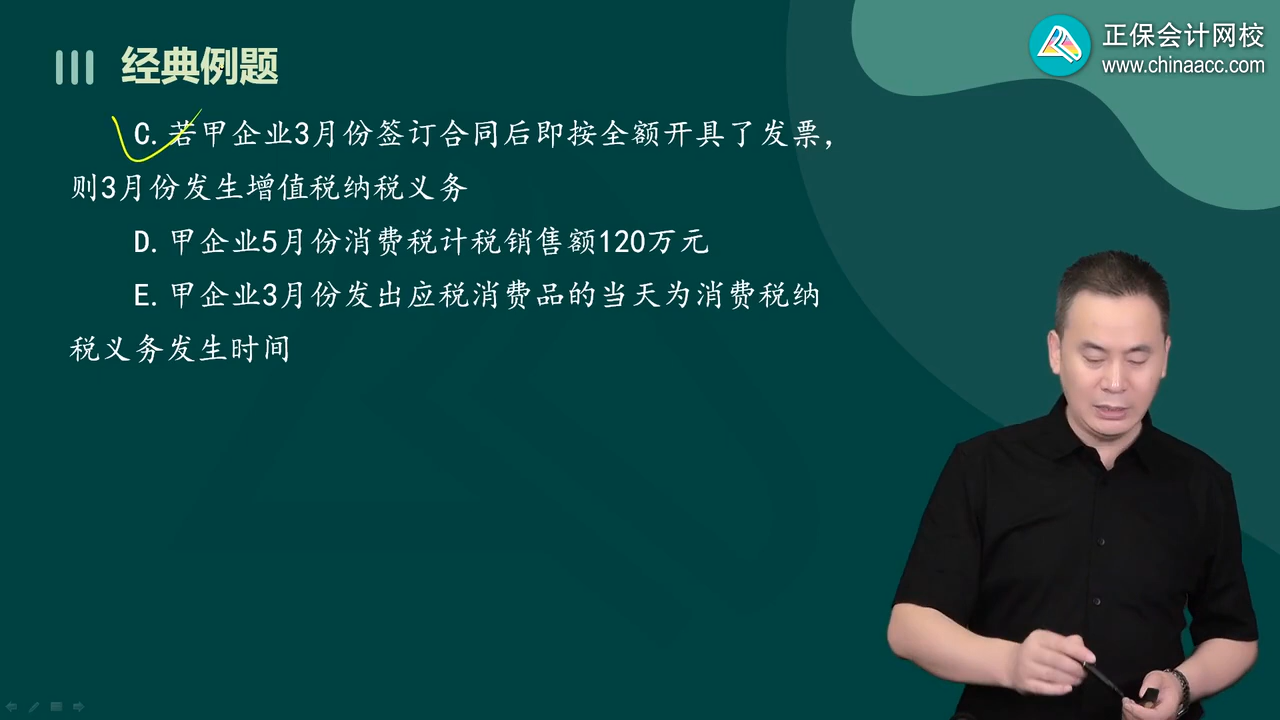 正保会计网校
www.chinaacc.com
经典例题
C. 若甲企业3月份签订合同后即按全额开具了发票，
则3月份发生增值税纳税义务
D. 甲企业5月份消费税计税销售额120万元
E. 甲企业3月份发出应税消费品的当天为消费税纳
税义务发生时间